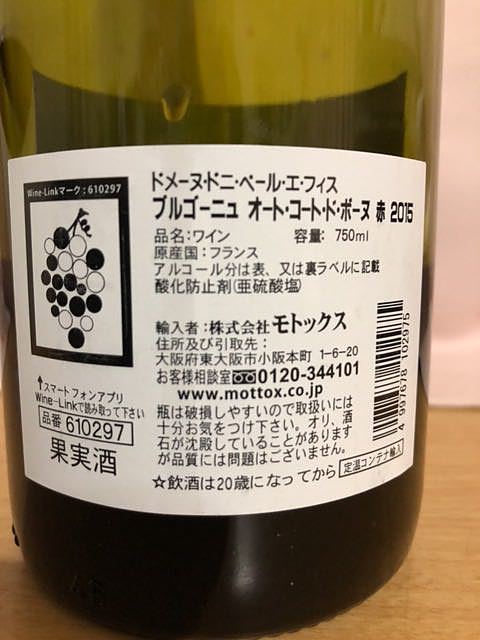 Wine-Linkマーク:610297
ドメーヌ・ドニ・ペール・エ・フィス
ブルゴーニュ オート・コート・ド・ボーヌ 赤 2015
品名:ワイン 容量: 750ml
原産国:フランス
アルコール分は表、又は裏ラベルに記載
酸化防止剤(亜硫酸塩)
輸入者:株式会社モトックス
住所及び引取先:
大阪府東大阪市小阪本町 1-6-20
お客様相談室 0120-344101
www.mottox.co.jp
瓶は破損しやすいので取扱いには
十分お気をつけ下さい。オリ、酒
石が沈殿していることがあります
が品質には問題はございません。
☆飲酒は20歳になってから
定温コンテナ輸入
↑スマートフォンアプリ
Wine-Linkで読み取って下さい
品番 610297
果実酒
4 997678 102975